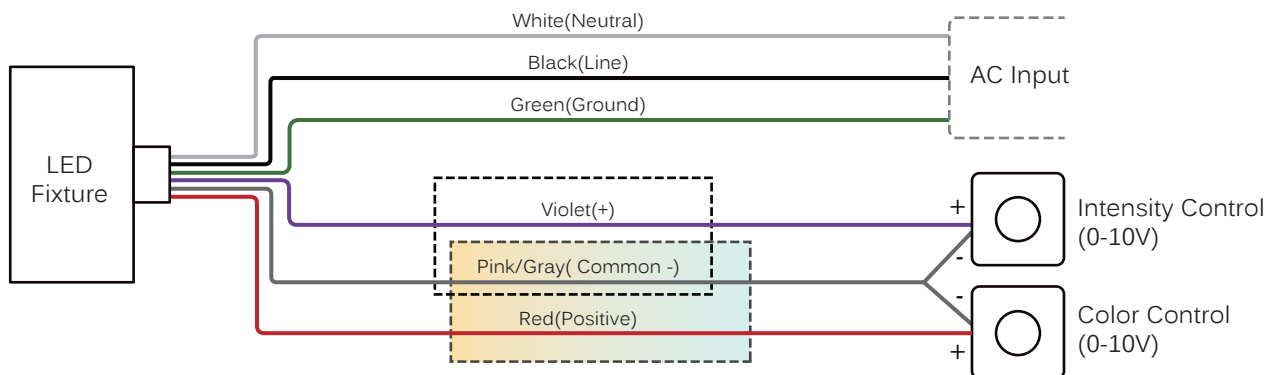 White(Neutral)
Black(Line)
AC Input
Green(Ground)
LED
Fixture
Violet(+)
+
Intensity Control
(0-10V)
-
Pink/Gray( Common -)
-
Red(Positive)
+
Color Control
(0-10V)